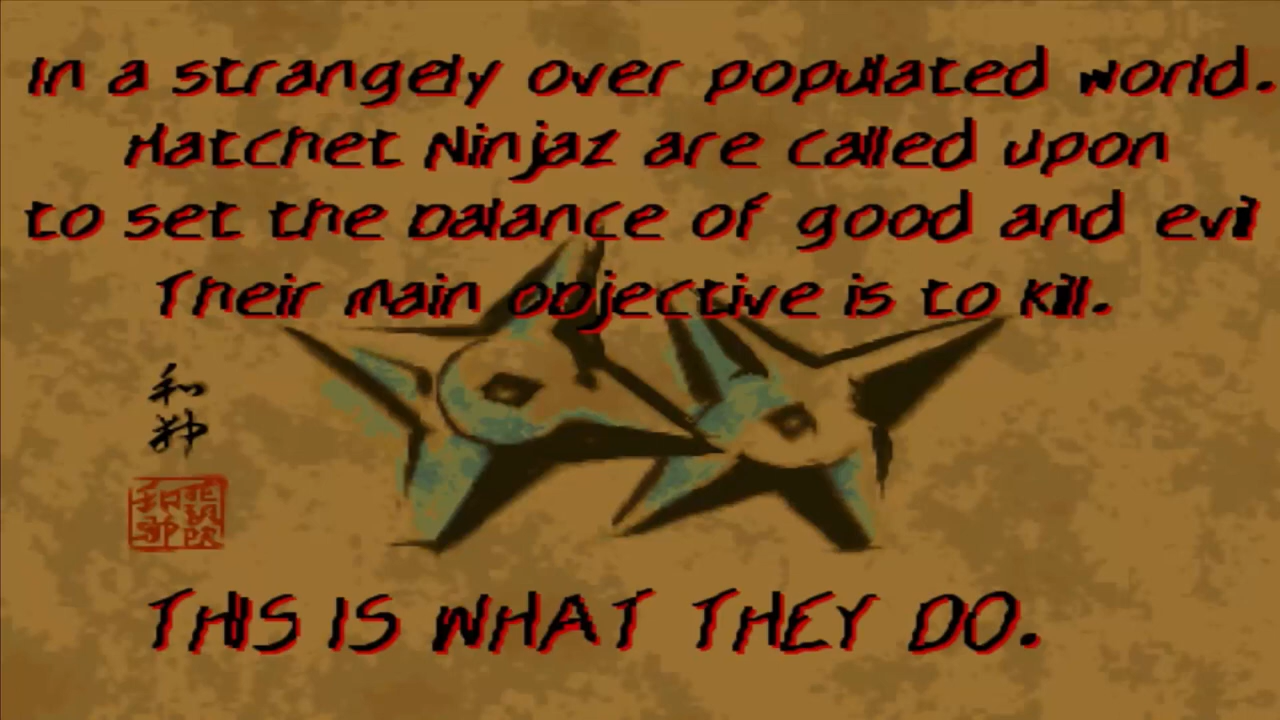 In a strangely over populated world.
Hatchet Ninjaz are called upon
to set the balance of good and evil
Their main objective is to kill.
THIS IS WHAT THEY DO.